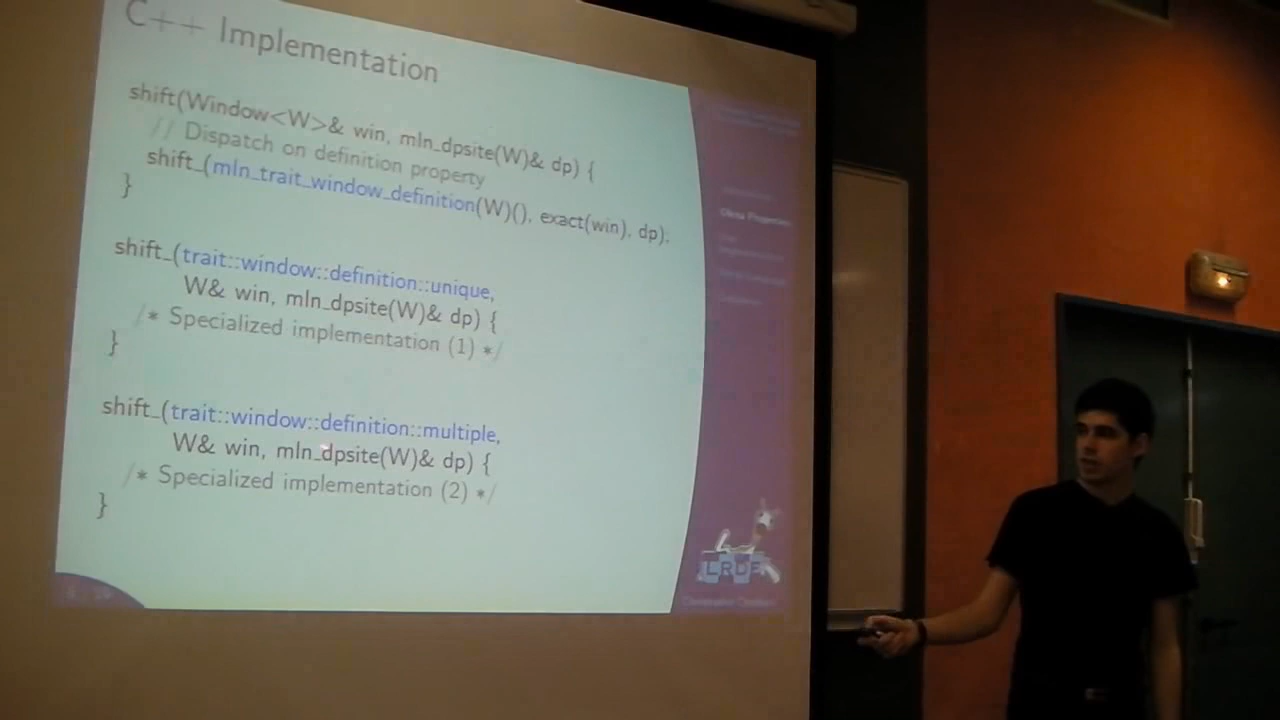 C++ Implementation
shift(Window<W>& win, mln_dpsite(W)& dp) {
// Dispatch on definition property
shift_(mln_trait_window_definition(W)(), exact(win), dp);
}
shift_(trait::window::definition::unique,
W& win, mln_dpsite(W)& dp) {
/* Specialized implementation (1) */
}
shift_(trait::window::definition::multiple,
W& win, mln_dpsite(W)& dp) {
/* Specialized implementation (2) */
}
Properties
LRDE